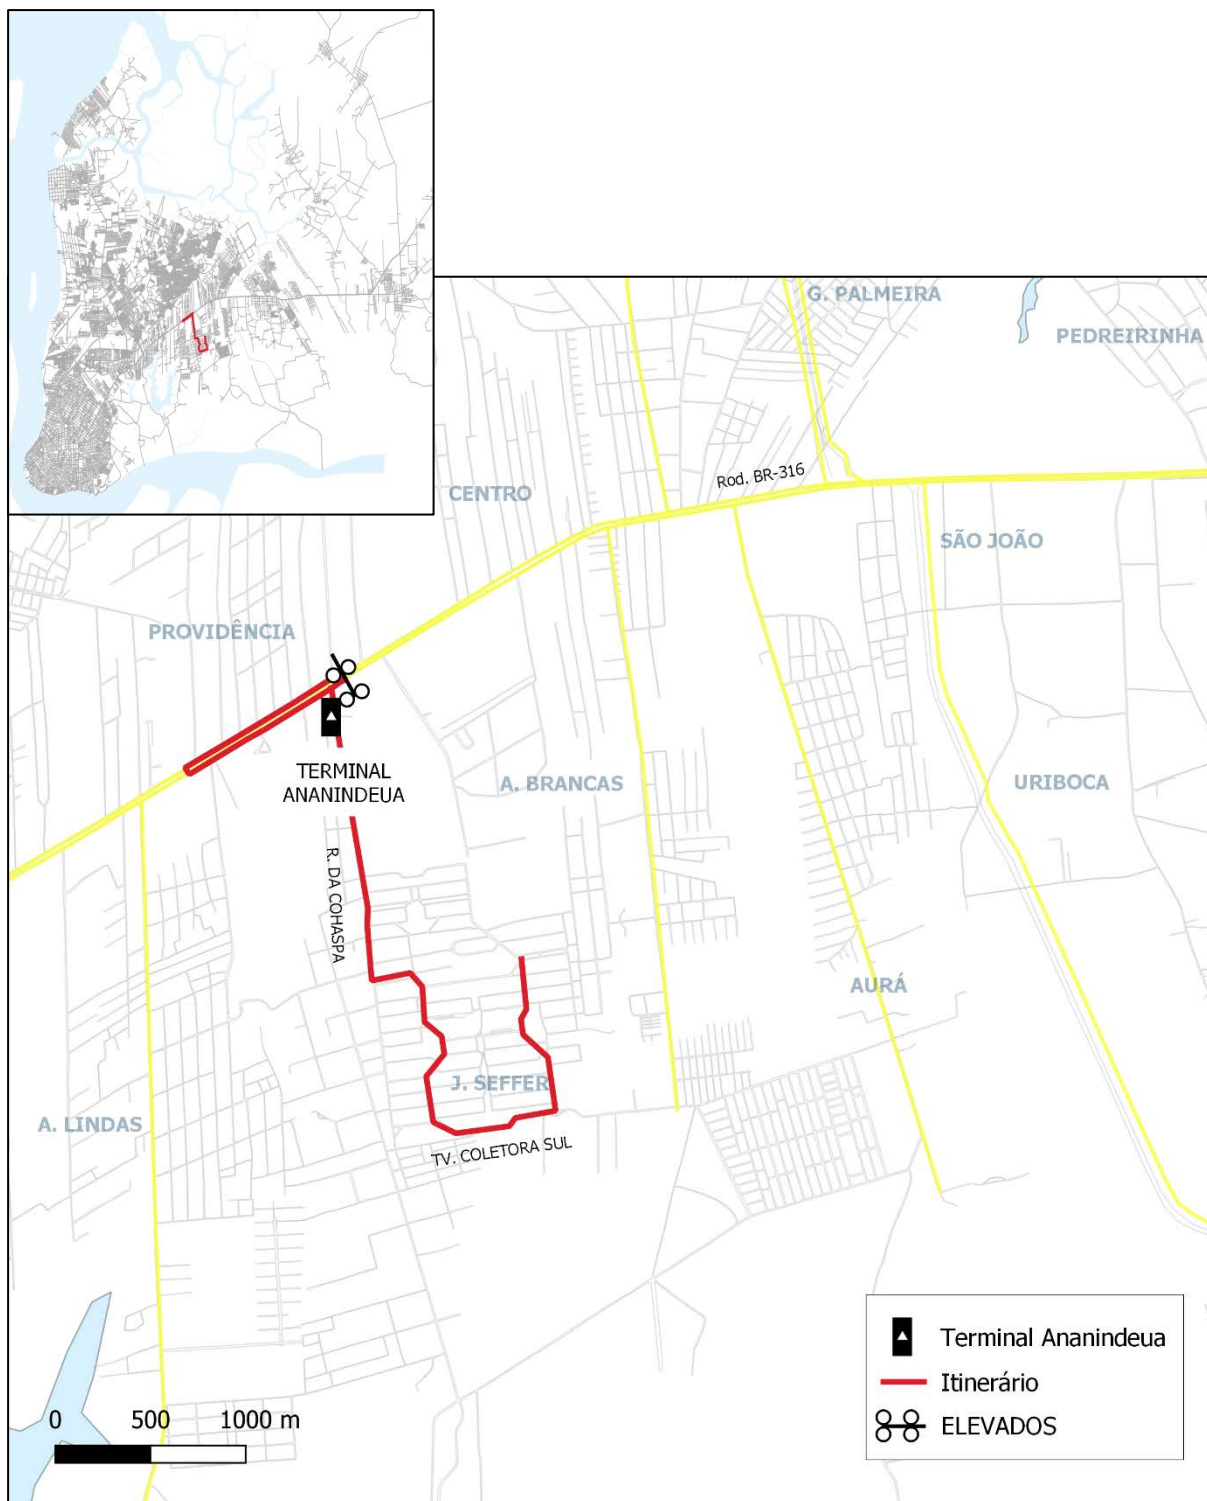 G. PALMEIRA
PEDREIRINHA
Rod. BR-316
CENTRO
SÃO JOÃO
PROVIDÊNCIA
TERMINAL
ANANINDEUA
A. BRANCAS
URIBOCA
R. DA COHASPA
AURÁ
J. SEFFER
A. LINDAS
TV. COLETORA SUL
Terminal Ananindeua
Itinerário
ELEVADOS
0 500 1000 m